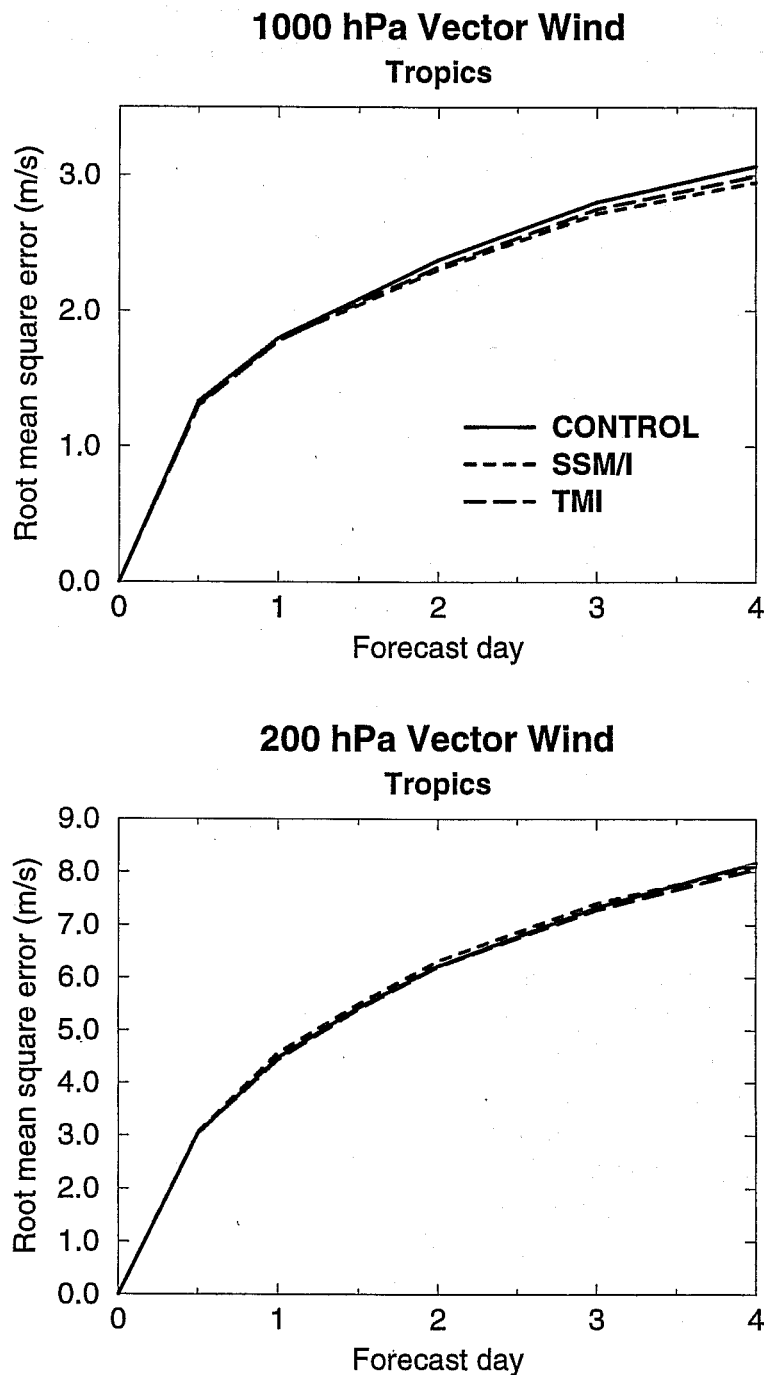 1000 hPa Vector Wind
Tropics
Root mean square error (m/s)
3.0
2.0
1.0
0.0
CONTROL
SSM/I
TMI
0 1 2 3 4
Forecast day
200 hPa Vector Wind
Tropics
Root mean square error (m/s)
9.0
8.0
7.0
6.0
5.0
4.0
3.0
2.0
1.0
0.0
0 1 2 3 4
Forecast day